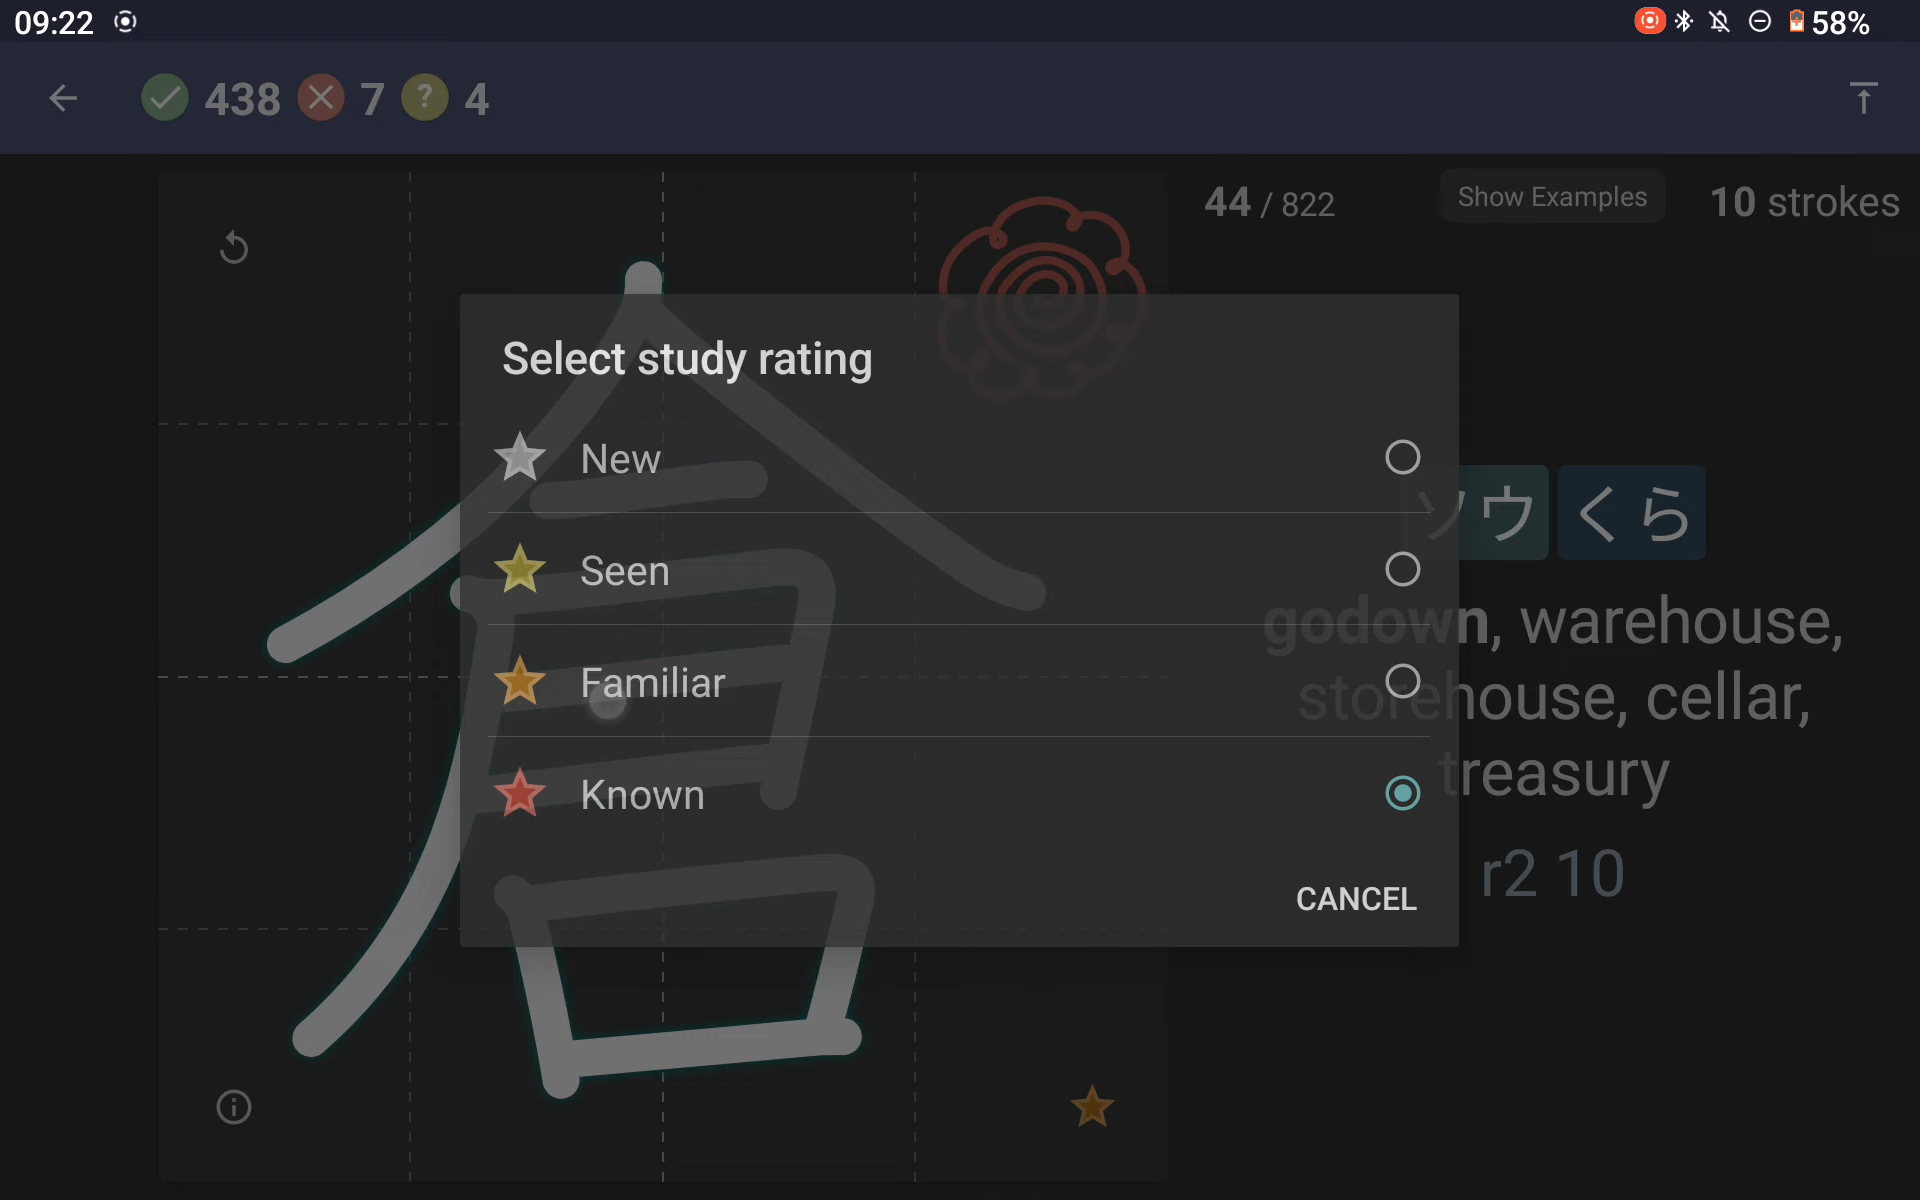 09:22
58%
438 7 ? 4
44 / 822
Show Examples
10 strokes
倉
Select study rating
New
Seen
Familiar
Known
CANCEL
ソウ くら
godown, warehouse,
storehouse, cellar,
treasury
r2 10